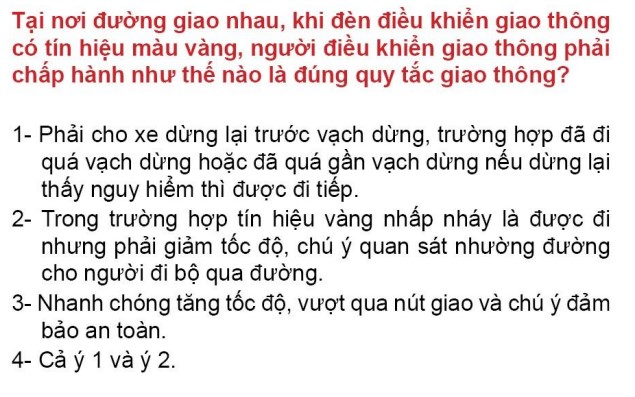 Tại nơi đường giao nhau, khi đèn điều khiển giao thông
có tín hiệu màu vàng, người điều khiển giao thông phải
chấp hành như thế nào là đúng quy tắc giao thông?
1- Phải cho xe dừng lại trước vạch dừng, trường hợp đã đi
quá vạch dừng hoặc đã quá gần vạch dừng nếu dừng lại
thấy nguy hiểm thì được đi tiếp.
2- Trong trường hợp tín hiệu vàng nhấp nháy là được đi
nhưng phải giảm tốc độ, chú ý quan sát nhường đường
cho người đi bộ qua đường.
3- Nhanh chóng tăng tốc độ, vượt qua nút giao và chú ý đảm
bảo an toàn.
4- Cả ý 1 và ý 2.